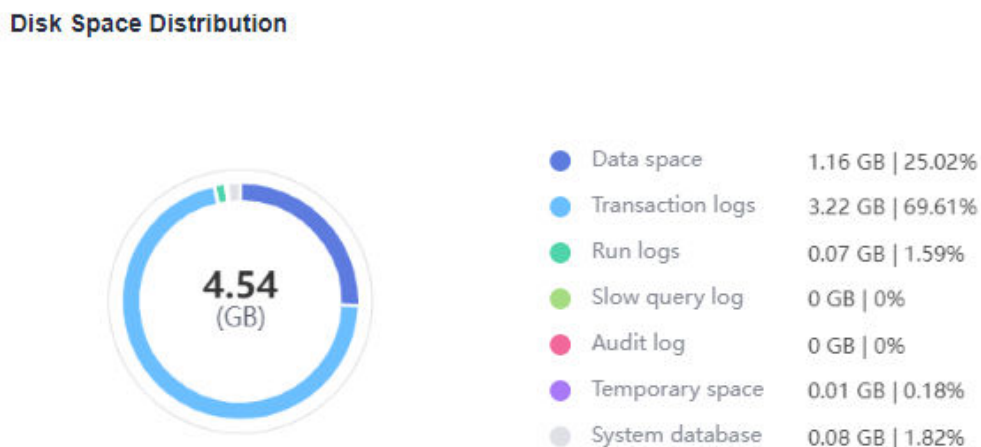 Disk Space Distribution
4.54
(GB)
Data space 1.16 GB | 25.02%
Transaction logs 3.22 GB | 69.61%
Run logs 0.07 GB | 1.59%
Slow query log 0 GB | 0%
Audit log 0 GB | 0%
Temporary space 0.01 GB | 0.18%
System database 0.08 GB | 1.82%